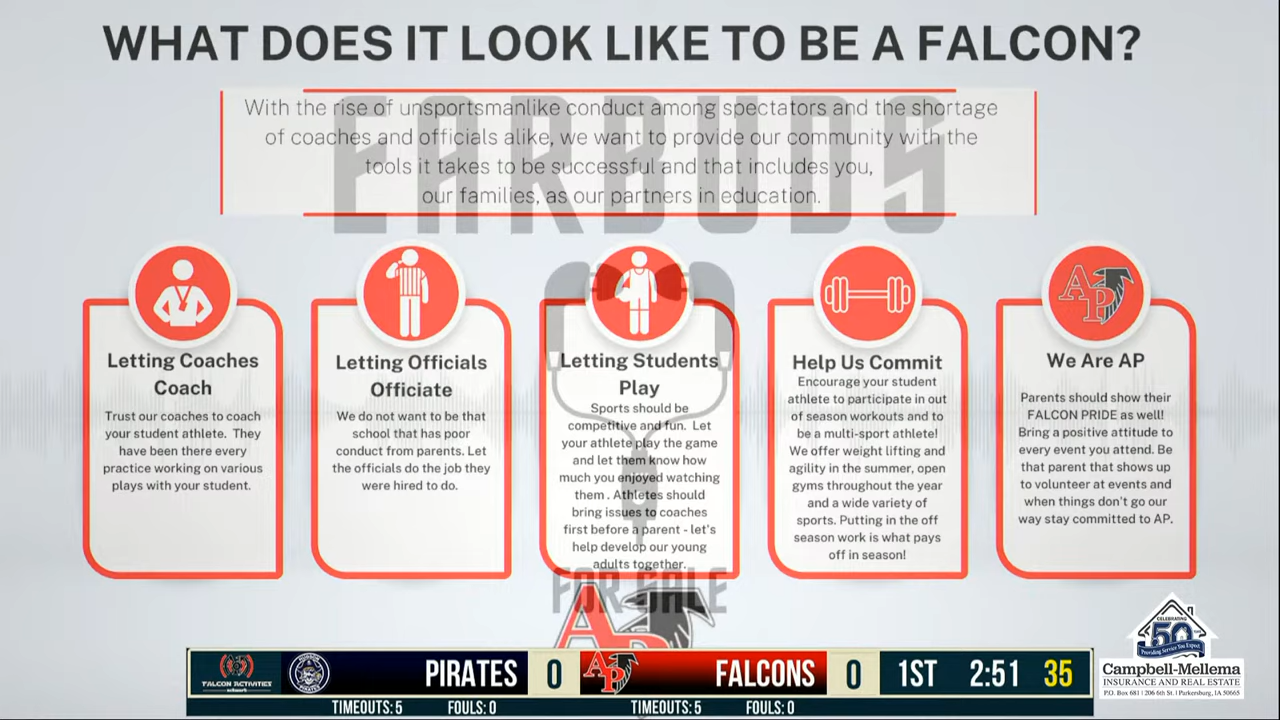 WHAT DOES IT LOOK LIKE TO BE A FALCON?
EARBUDS
With the rise of unsportsmanlike conduct among spectators and the shortage
of coaches and officials alike, we want to provide our community with the
tools it takes to be successful and that includes you,
our families, as our partners in education.
Letting Coaches
Coach
Trust our coaches to coach
your student athlete. They
have been there every
practice working on various
plays with your student.
Letting Officials
Officiate
We do not want to be that
school that has poor
conduct from parents. Let
the officials do the job they
were hired to do.
Letting Students
Play
Sports should be
competitive and fun. Let
your athlete play the game
and let them know how
much you enjoyed watching
them . Athletes should
bring issues to coaches
first before a parent - let's
help develop our young
adults together.
Help Us Commit
Encourage your student
athlete to participate in out
of season workouts and to
be a multi-sport athlete!
We offer weight lifting and
agility in the summer, open
gyms throughout the year
and a wide variety of
sports. Putting in the off
season work is what pays
off in season!
AP
We Are AP
Parents should show their
FALCON PRIDE as well!
Bring a positive attitude to
every event you attend. Be
that parent that shows up
to volunteer at events and
when things don't go our
way stay committed to AP.
FOR SALE
AP
FALCON ACTIVITIES
PIRATES 0 AP FALCONS 0 1ST 2:51 35
TIMEOUTS: 5 FOULS: 0 TIMEOUTS: 5 FOULS: 0
CELEBRATING
50
Providing Service You Expect
Campbell-Mellema
INSURANCE AND REAL ESTATE
P.O. Box 681 | 206 6th St. | Parkersburg, IA 50665